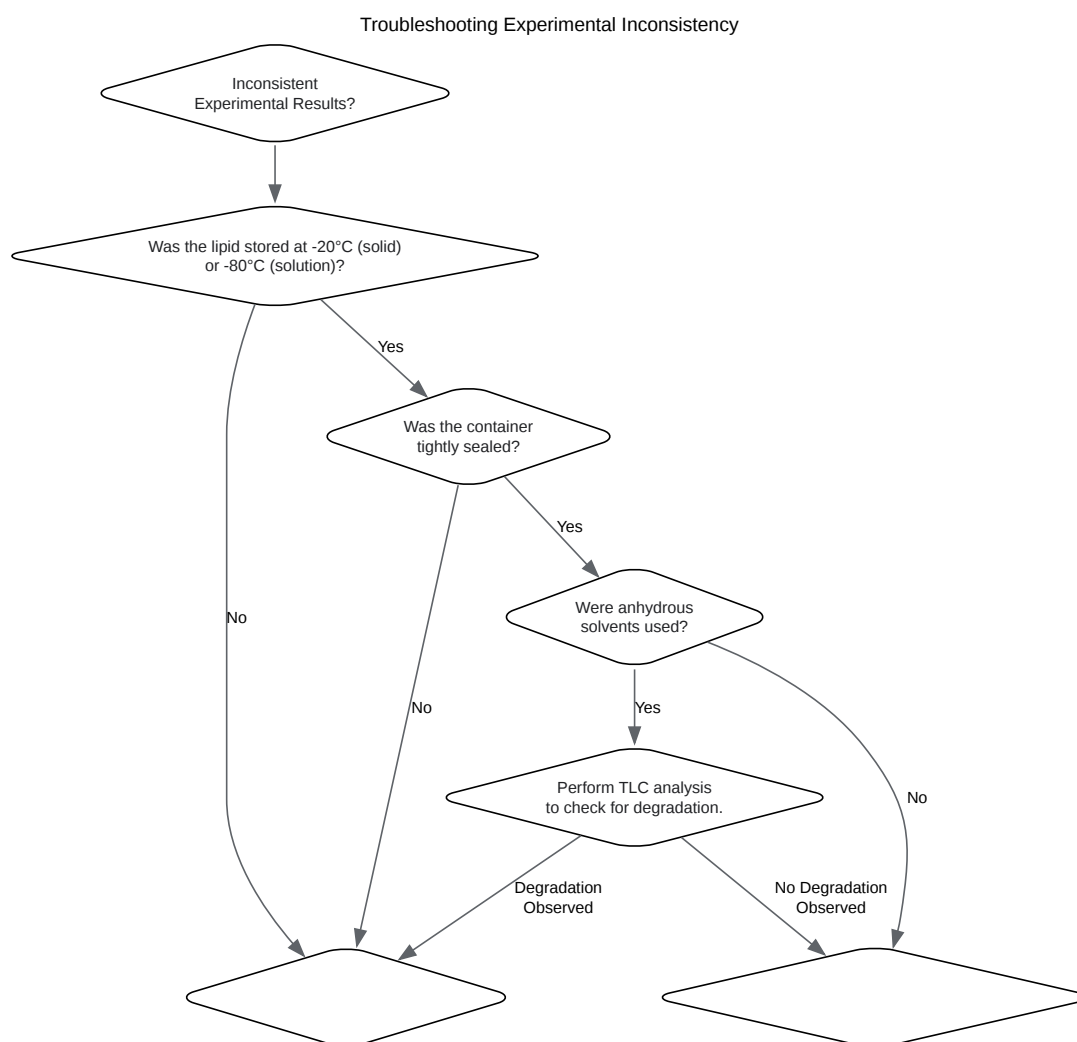 Troubleshooting Experimental Inconsistency
Inconsistent
Experimental Results?
Was the lipid stored at -20°C (solid)
or -80°C (solution)?
Yes
Was the container
tightly sealed?
Yes
Were anhydrous
solvents used?
No
No
Yes
Perform TLC analysis
to check for degradation.
No
Degradation
Observed
No Degradation
Observed